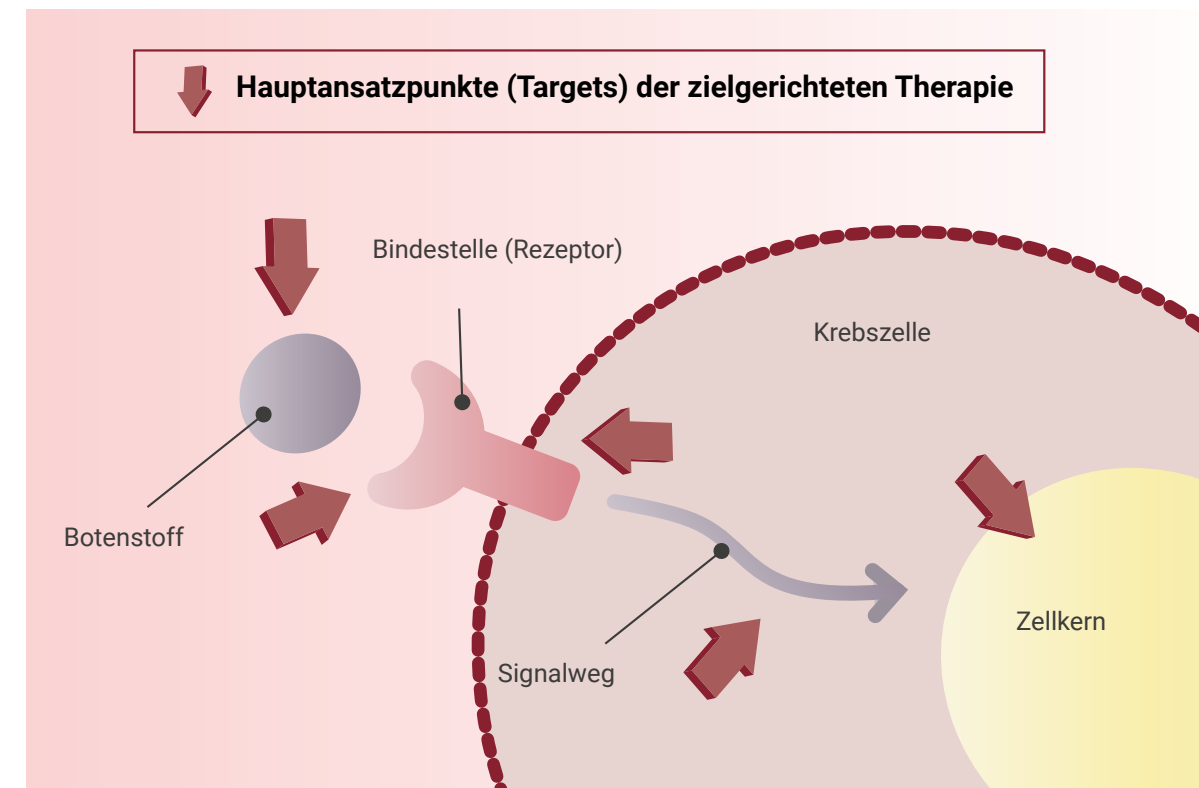 Hauptansatzpunkte (Targets) der zielgerichteten Therapie
Bindestelle (Rezeptor)
Krebszelle
Botenstoff
Zellkern
Signalweg